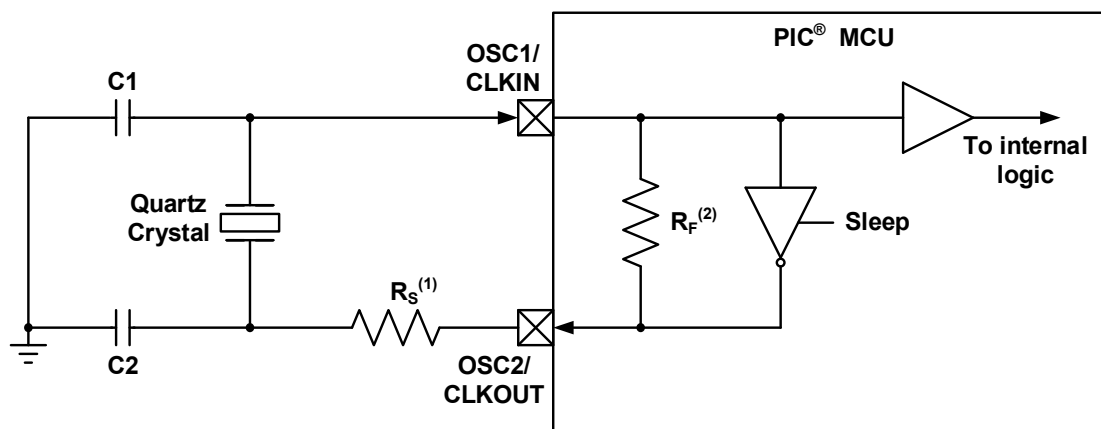 PIC® MCU
OSC1/
CLKIN
C1
To internal
logic
Quartz
Crystal
RF(2)
Sleep
RS(1)
C2
OSC2/
CLKOUT